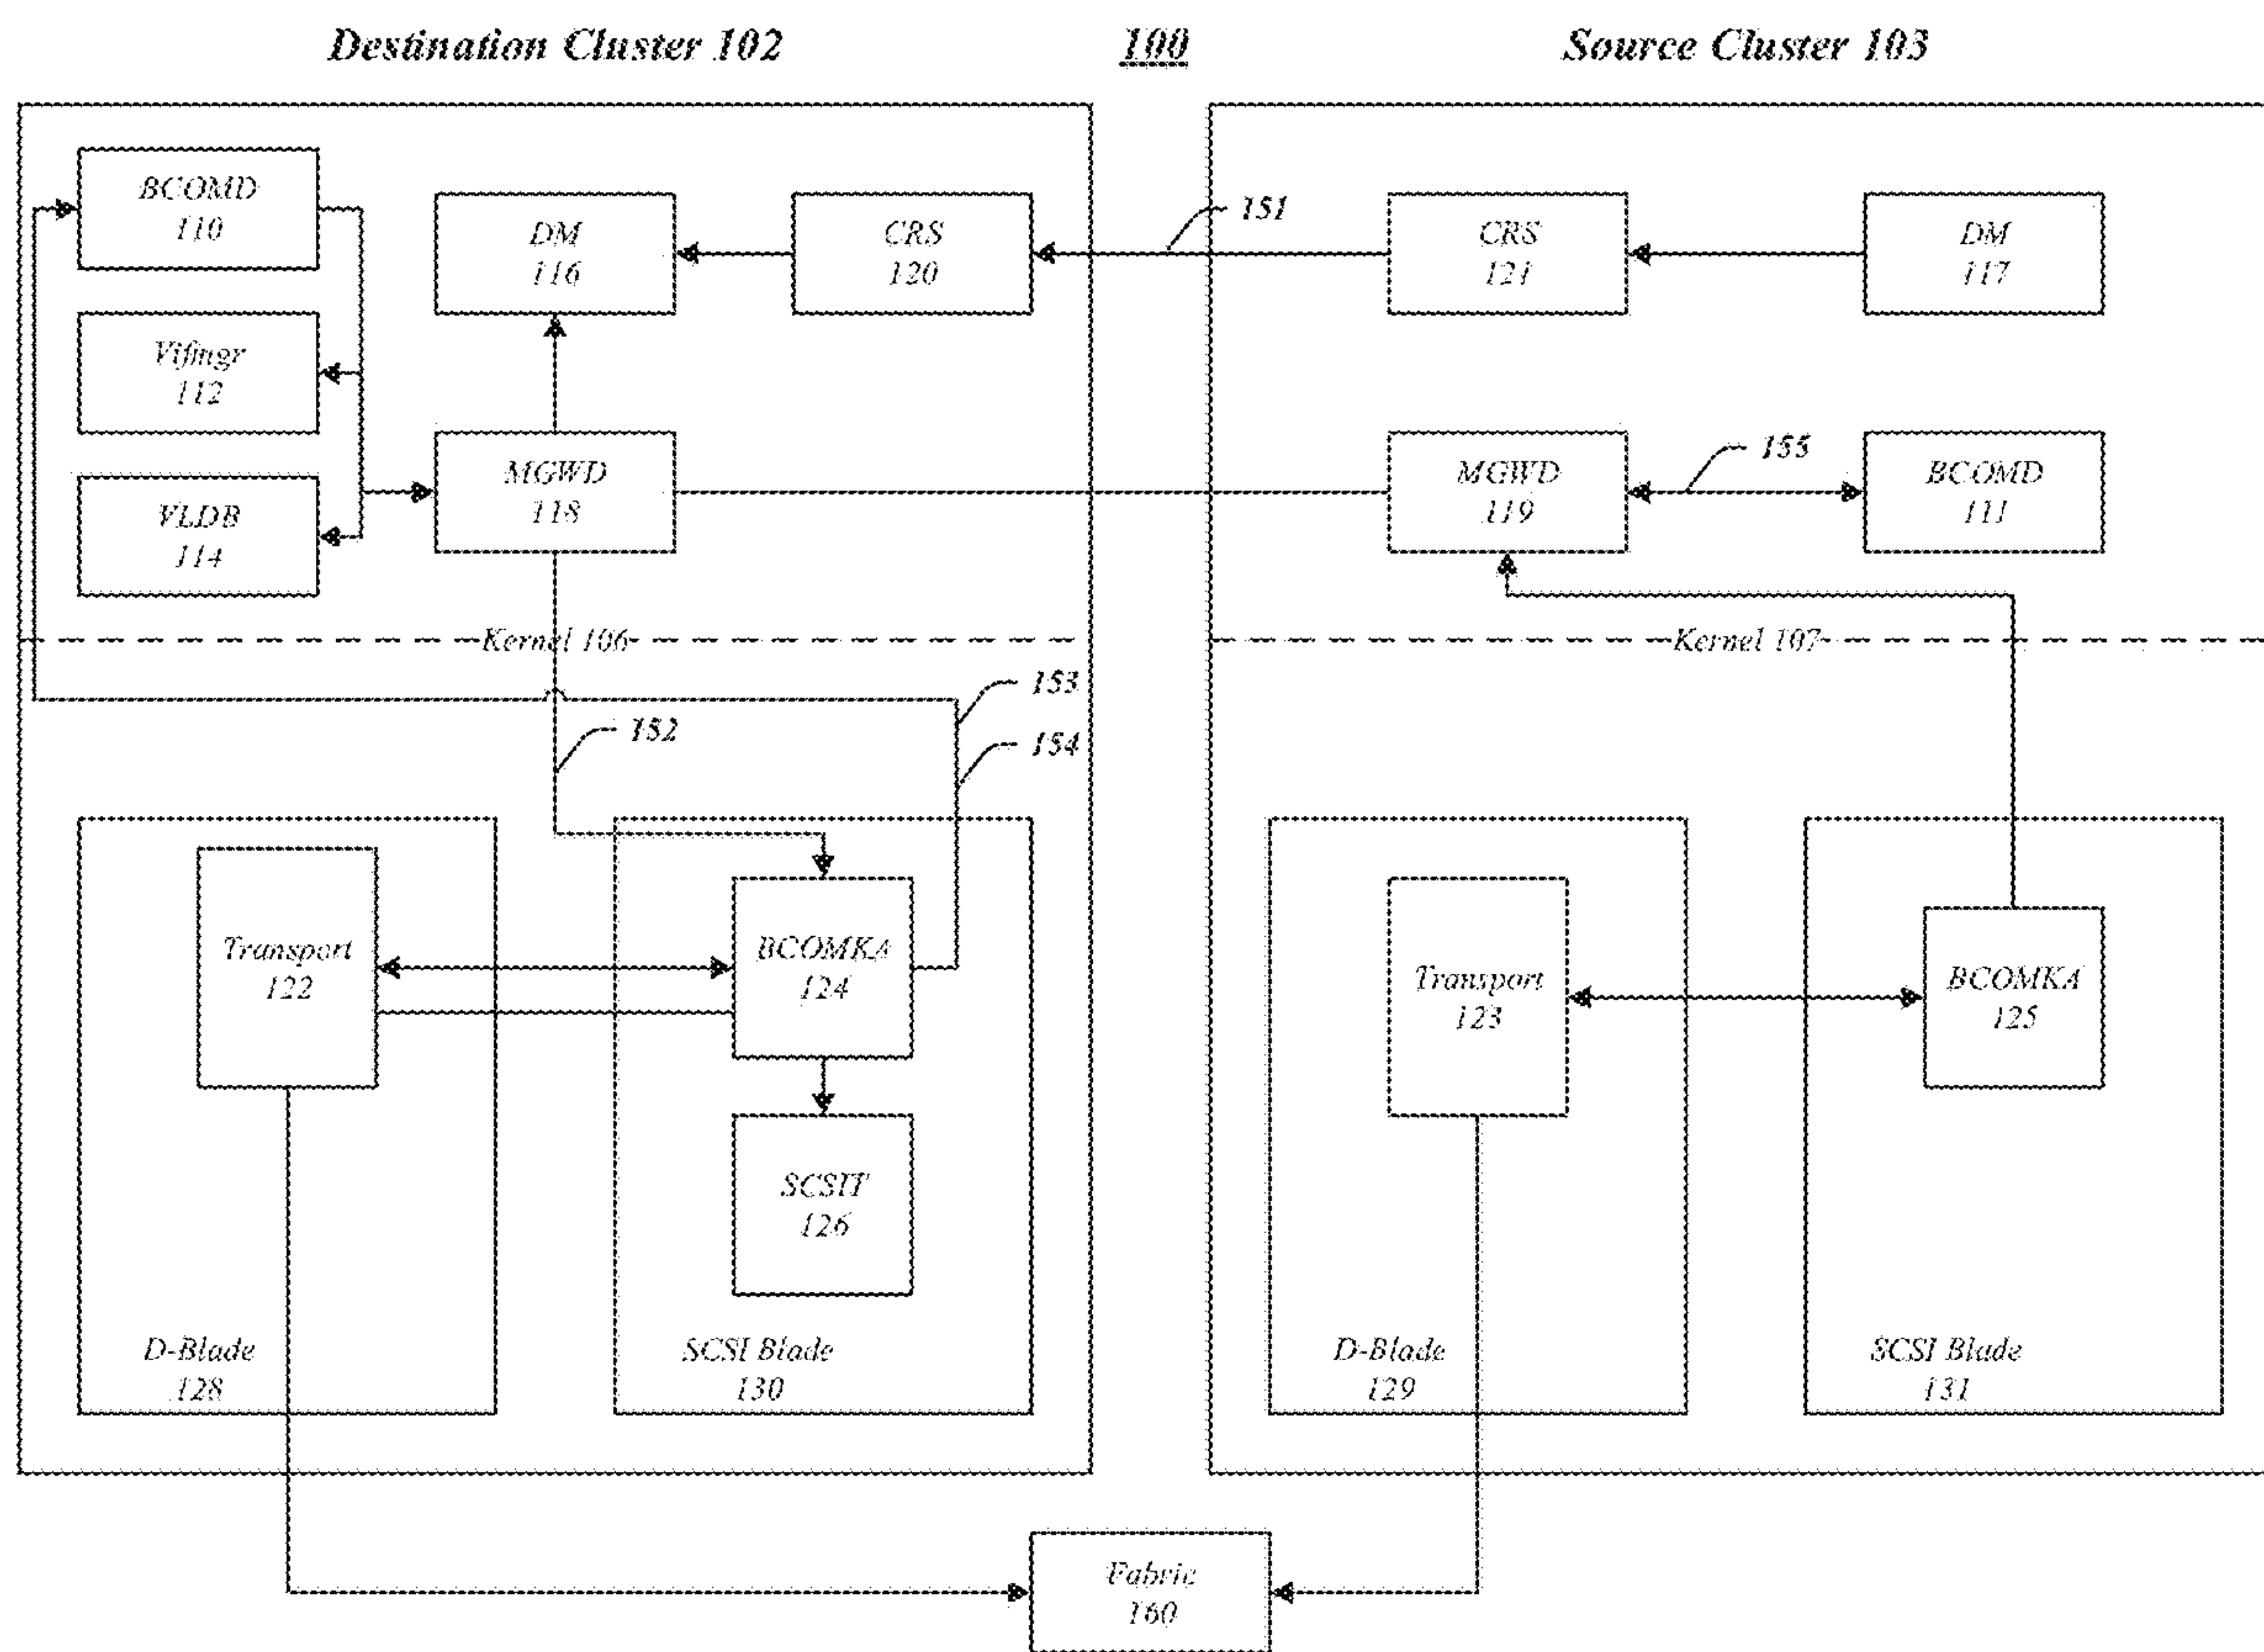 Destination Cluster 102
100
Source Cluster 103
BCOMD
110
Vifmgr
112
VLDB
114
DM
116
CRS
120
MGWD
118
151
CRS
121
DM
117
MGWD
119
155
BCOMD
111
Kernel 106
Kernel 107
153
152
154
Transport
122
BCOMKA
124
SCSIT
126
D-Blade
128
SCSI Blade
130
Transport
123
BCOMKA
125
D-Blade
129
SCSI Blade
131
Fabric
160